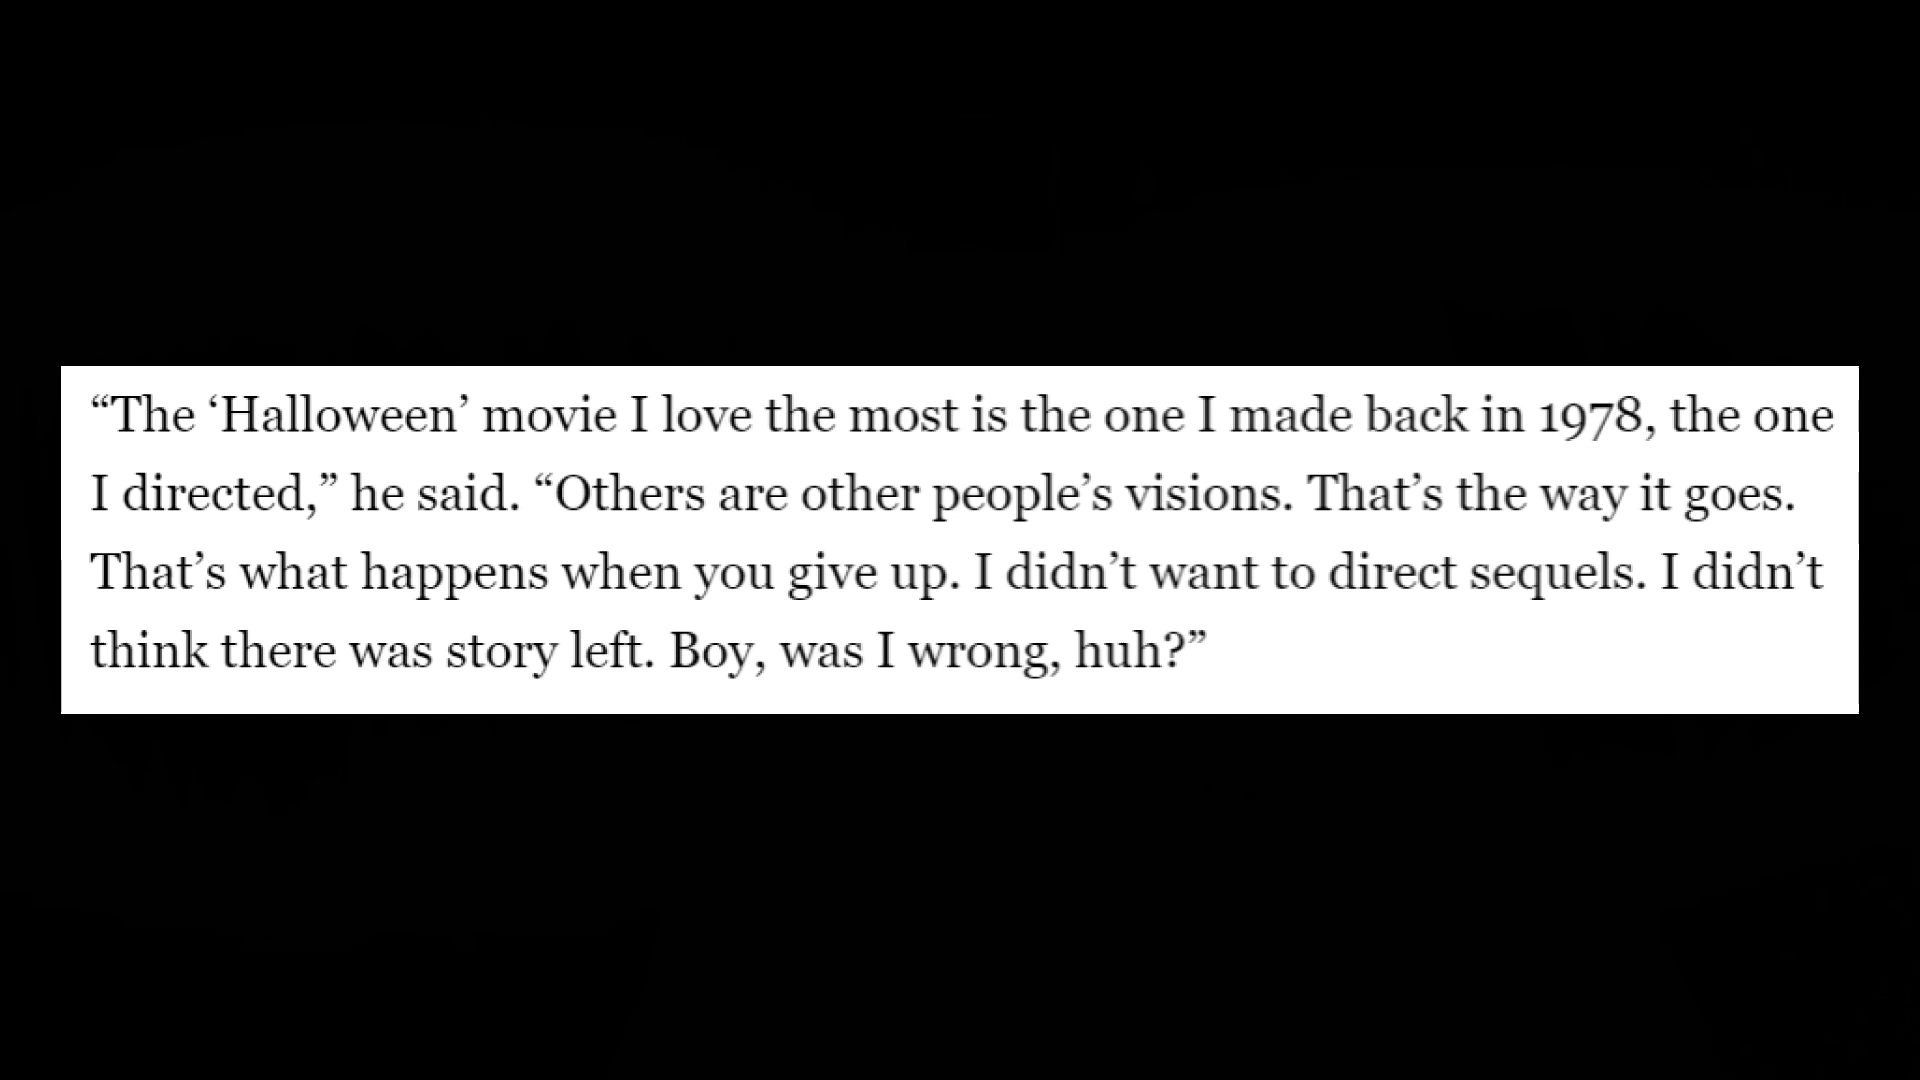 “The ‘Halloween’ movie I love the most is the one I made back in 1978, the one
I directed,” he said. “Others are other people’s visions. That’s the way it goes.
That’s what happens when you give up. I didn’t want to direct sequels. I didn’t
think there was story left. Boy, was I wrong, huh?”